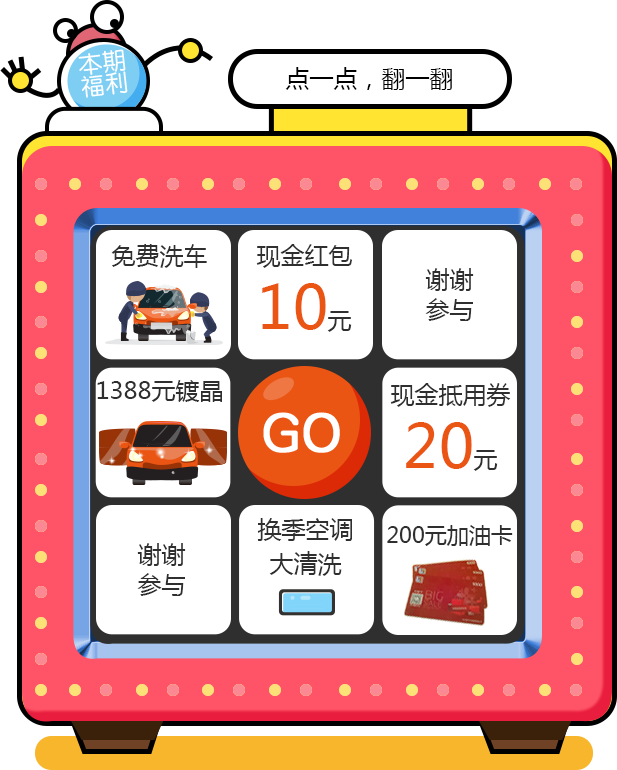 本期
福利
点一点，翻一翻
免费洗车
现金红包
10元
谢谢
参与
1388元镀晶
GO
现金抵用券
20元
谢谢
参与
换季空调
大清洗
200元加油卡
BIG